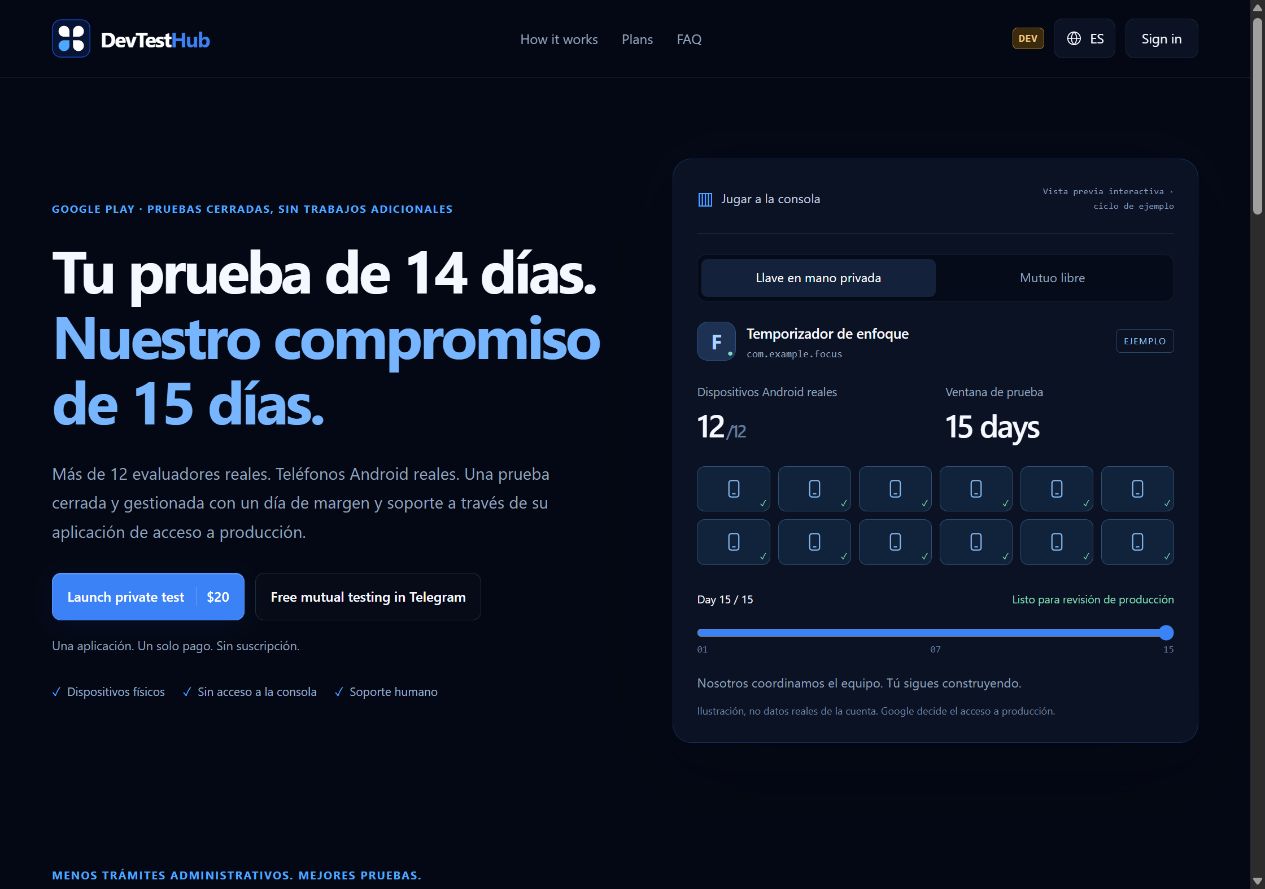 DevTestHub
How it works
Plans
FAQ
DEV
ES
Sign in
GOOGLE PLAY · PRUEBAS CERRADAS, SIN TRABAJOS ADICIONALES
Tu prueba de 14 días.
Nuestro compromiso
de 15 días.
Más de 12 evaluadores reales. Teléfonos Android reales. Una prueba
cerrada y gestionada con un día de margen y soporte a través de su
aplicación de acceso a producción.
Launch private test $20
Free mutual testing in Telegram
Una aplicación. Un solo pago. Sin suscripción.
✓ Dispositivos físicos ✓ Sin acceso a la consola ✓ Soporte humano
Jugar a la consola
Vista previa interactiva ·
ciclo de ejemplo
Llave en mano privada
Mutuo libre
F
Temporizador de enfoque
com.example.focus
EJEMPLO
Dispositivos Android reales
12/12
Ventana de prueba
15 days
Day 15 / 15
Listo para revisión de producción
01 07 15
Nosotros coordinamos el equipo. Tú sigues construyendo.
Ilustración, no datos reales de la cuenta. Google decide el acceso a producción.
MENOS TRÁMITES ADMINISTRATIVOS. MEJORES PRUEBAS.